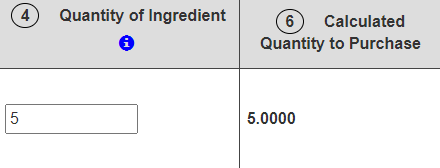 4 Quantity of Ingredient
i
6 Calculated
Quantity to Purchase
5
5.0000